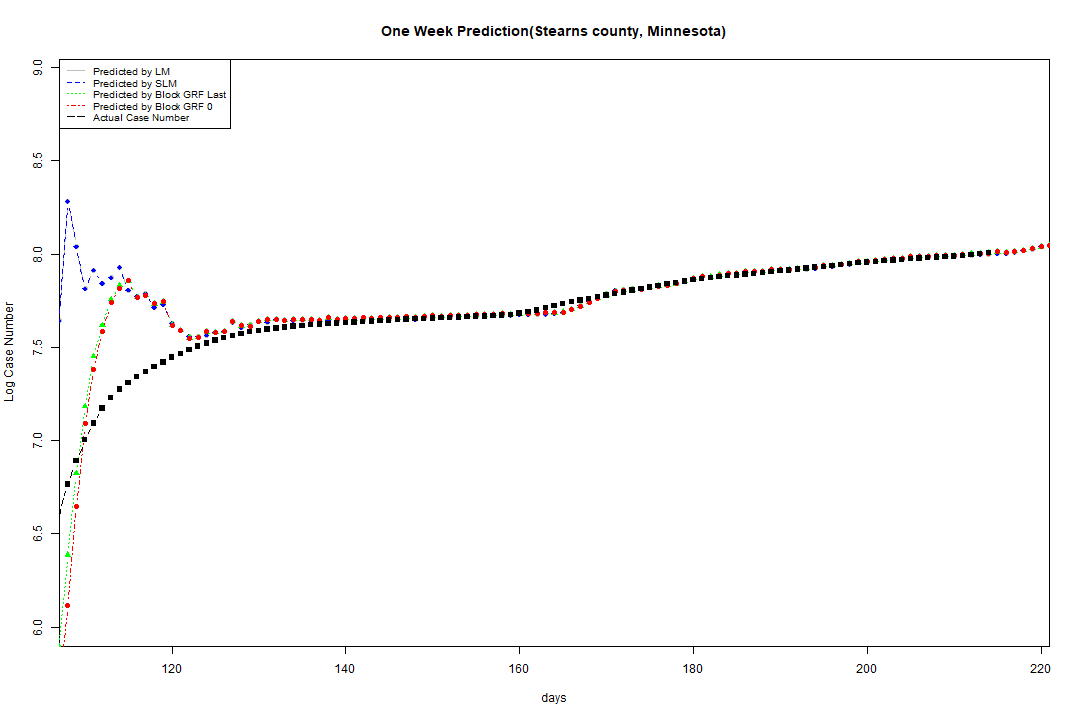 One Week Prediction(Stearns county, Minnesota)
Predicted by LM
Predicted by SLM
Predicted by Block GRF Last
Predicted by Block GRF 0
Actual Case Number
9.0
8.5
8.0
7.5
7.0
6.5
6.0
Log Case Number
120 140 160 180 200 220
days